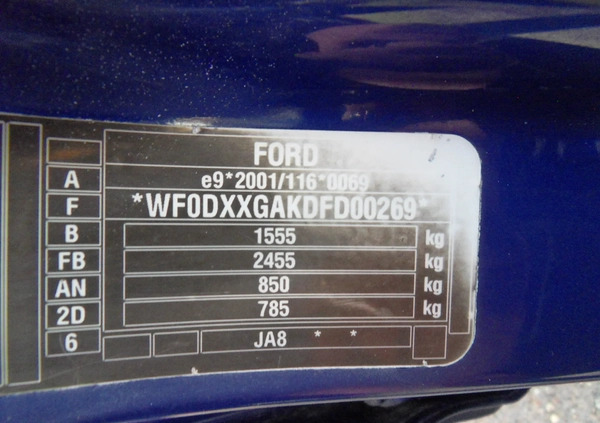 FORD
A e9*2001/116*0069
F *WF0DXXGAKDFD00269*
B 1555 kg
FB 2455 kg
AN 850 kg
2D 785 kg
6 JA8 * *